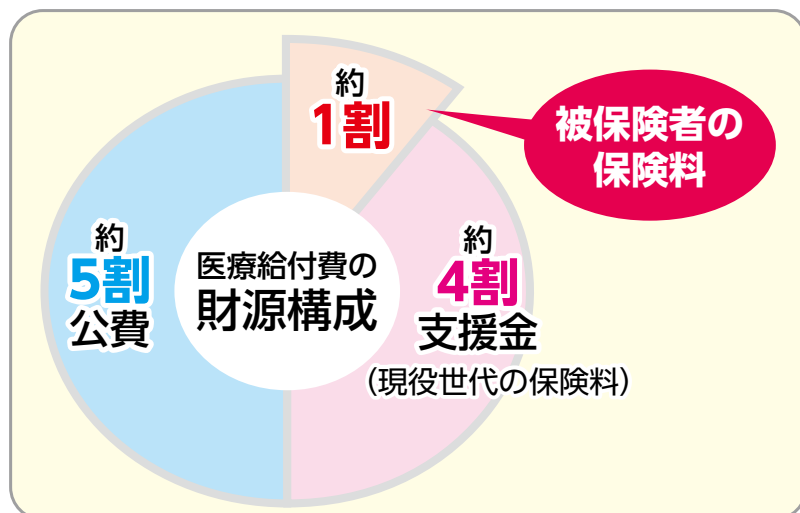 約
1割
被保険者の
保険料
医療給付費の
財源構成
約
5割
公費
約
4割
支援金
（現役世代の保険料）